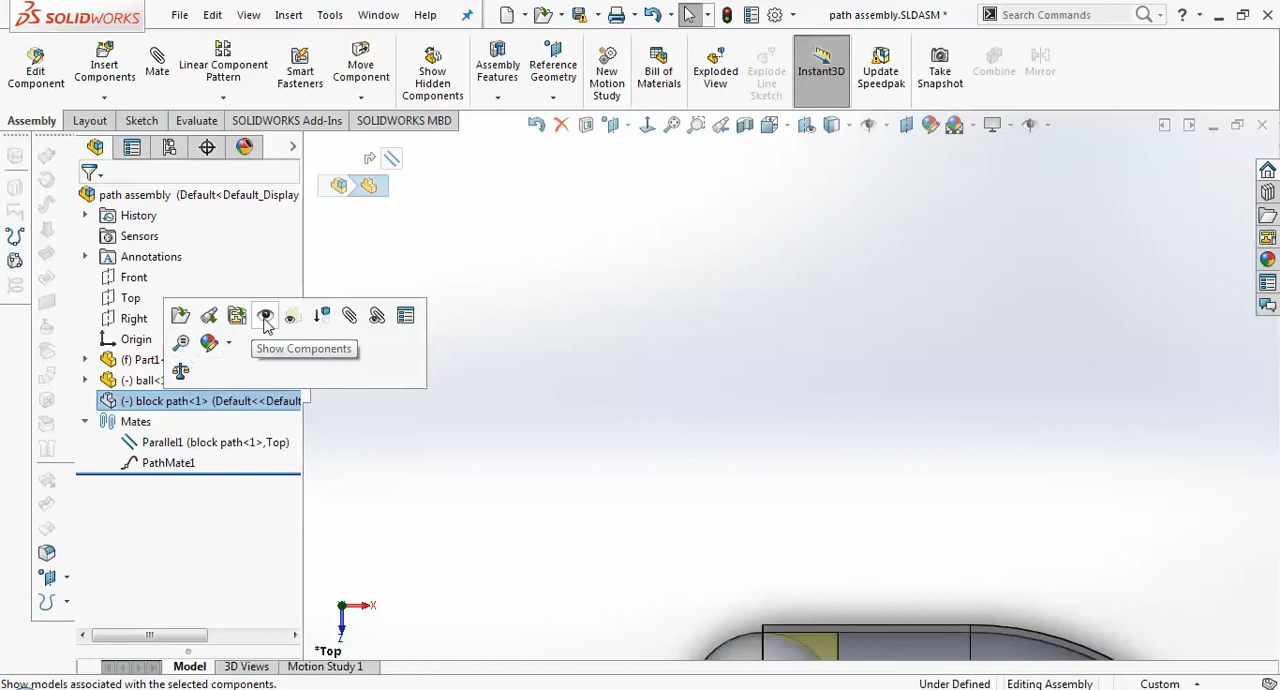 SOLIDWORKS
File Edit View Insert Tools Window Help
path assembly.SLDASM *
Search Commands
Edit Component
Insert Components
Mate
Linear Component Pattern
Smart Fasteners
Move Component
Show Hidden Components
Assembly Features
Reference Geometry
New Motion Study
Bill of Materials
Exploded View
Explode Line Sketch
Instant3D
Update Speedpak
Take Snapshot
Combine
Mirror
Assembly Layout Sketch Evaluate SOLIDWORKS Add-Ins SOLIDWORKS MBD
path assembly (Default<Default_Display
History
Sensors
Annotations
Front
Top
Right
Origin
(f) Part1
(-) ball<
(-) block path<1> (Default<<Default
Mates
Parallel1 (block path<1>,Top)
PathMate1
Show Components
X
Z
*Top
Model 3D Views Motion Study 1
Show models associated with the selected components.
Under Defined Editing Assembly Custom